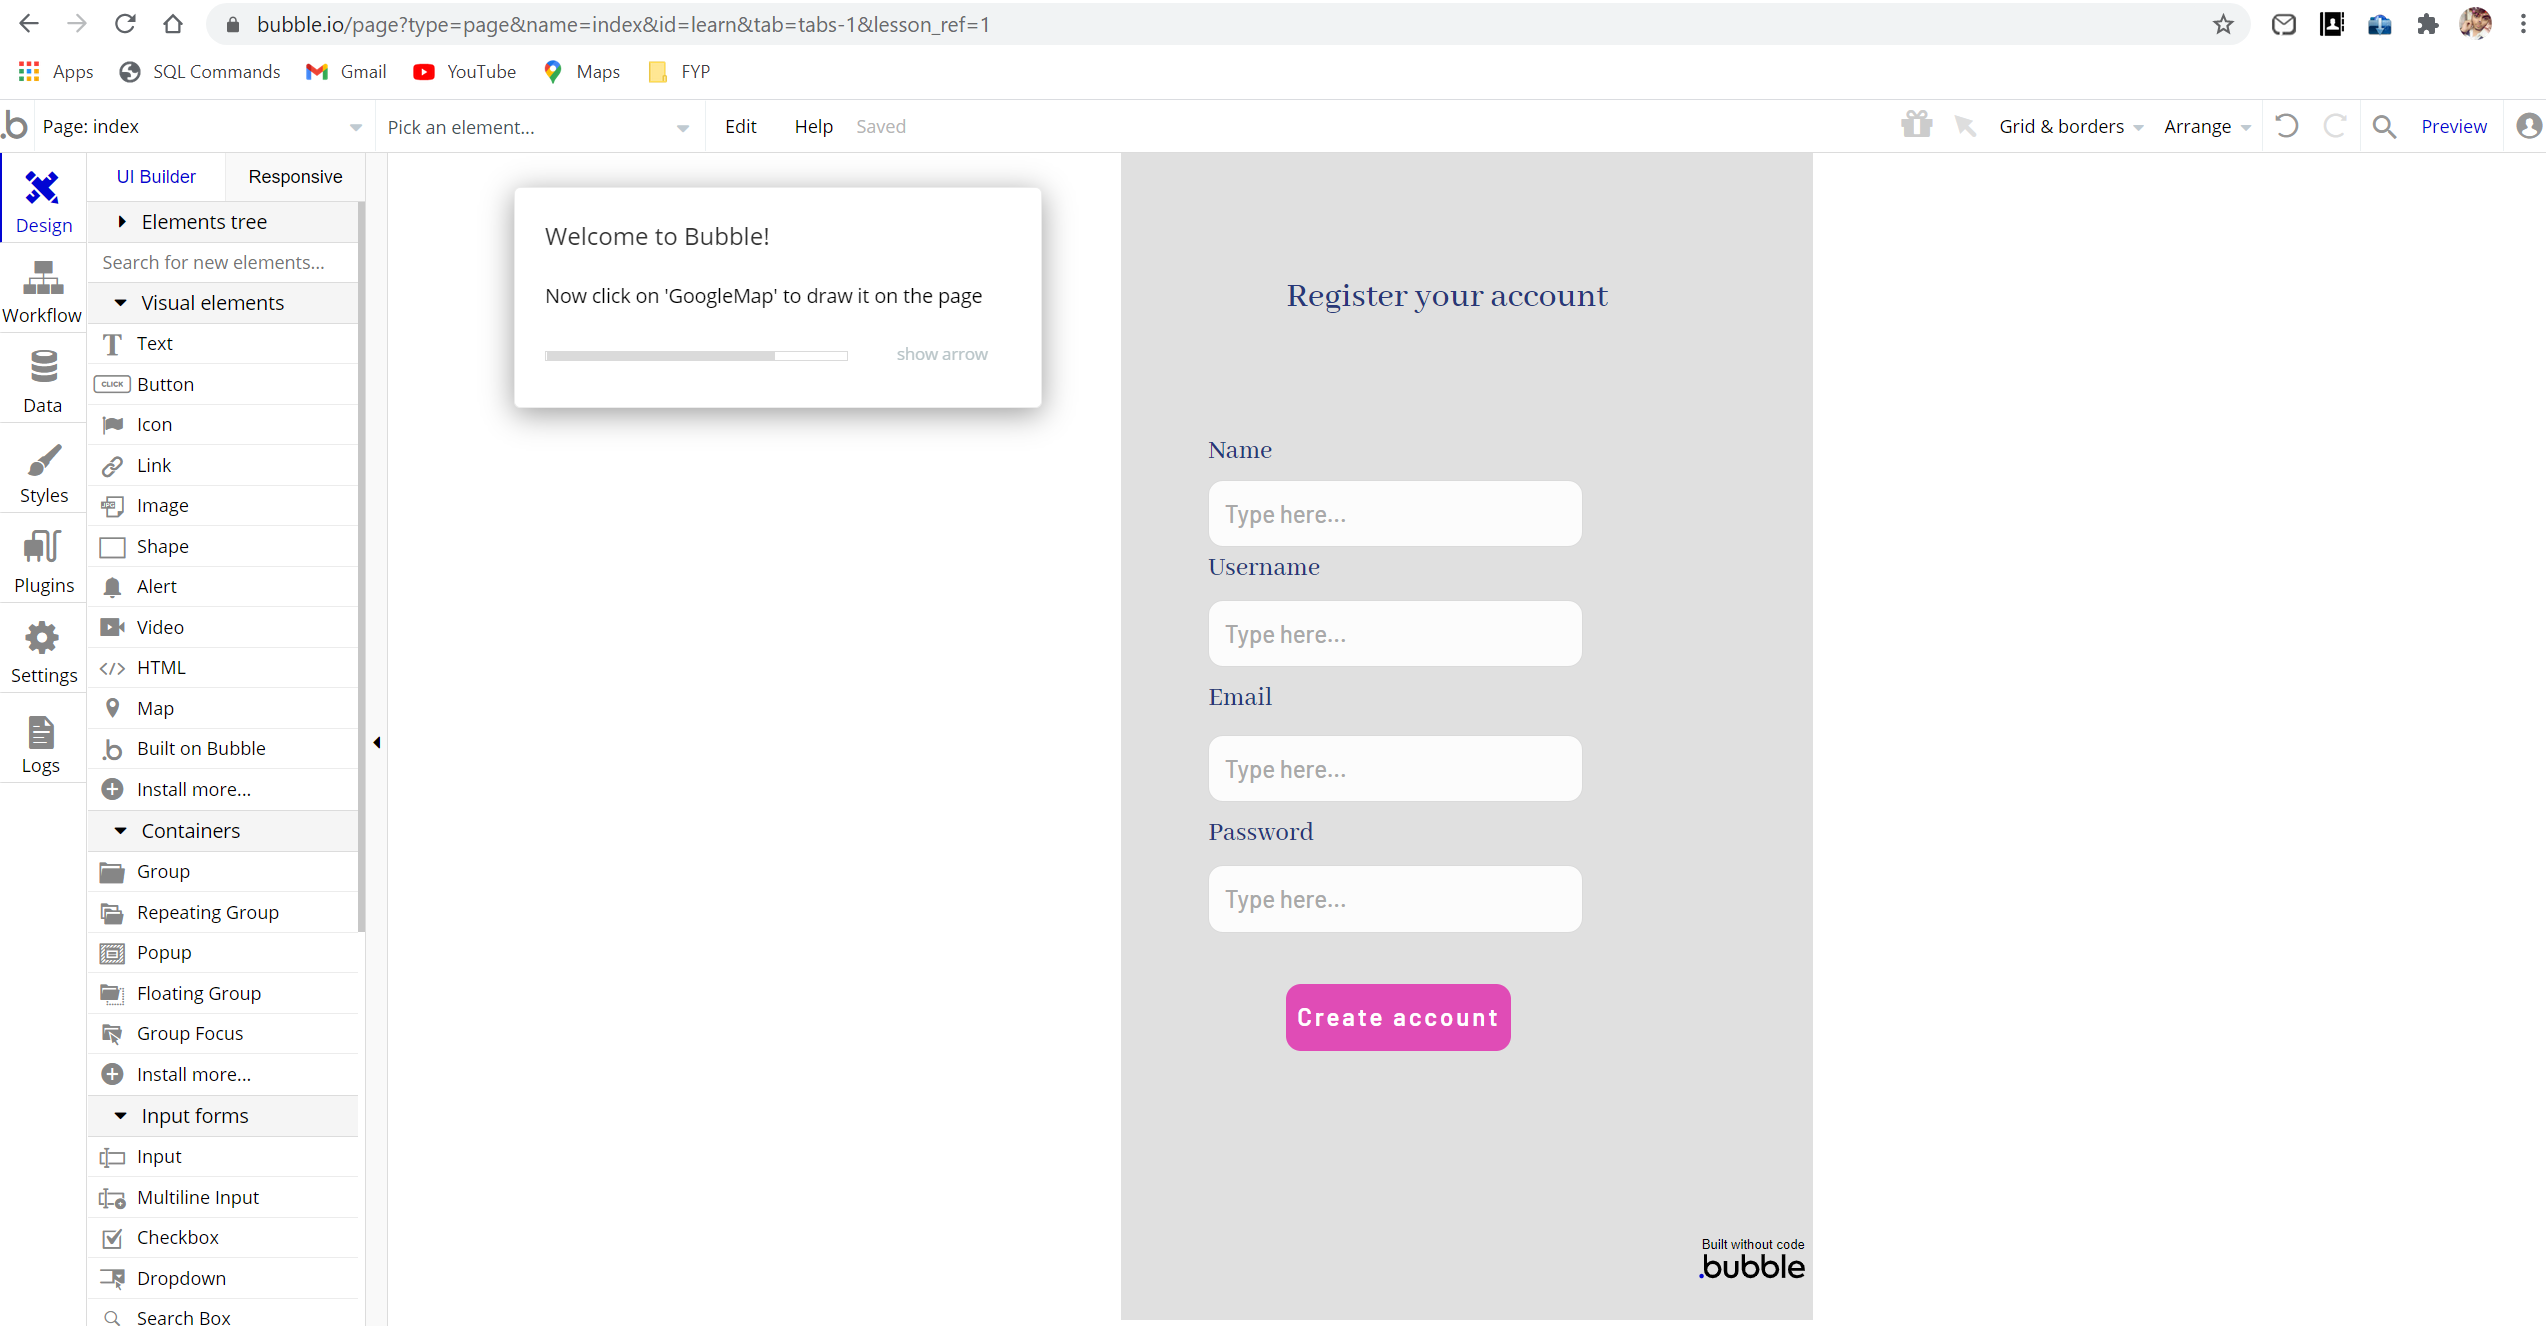 bubble.io/page?type=page&name=index&id=learn&tab=tabs-1&lesson_ref=1
Apps SQL Commands Gmail YouTube Maps FYP
.b Page: index Pick an element... Edit Help Saved Grid & borders Arrange Preview
Design
Workflow
Data
Styles
Plugins
Settings
Logs
UI Builder Responsive
Elements tree
Search for new elements...
Visual elements
Text
CLICK Button
Icon
Link
Image
Shape
Alert
Video
</> HTML
Map
.b Built on Bubble
Install more...
Containers
Group
Repeating Group
Popup
Floating Group
Group Focus
Install more...
Input forms
Input
Multiline Input
Checkbox
Dropdown
Search Box
Welcome to Bubble!
Now click on 'GoogleMap' to draw it on the page
show arrow
Register your account
Name
Type here...
Username
Type here...
Email
Type here...
Password
Type here...
Create account
Built without code
.bubble